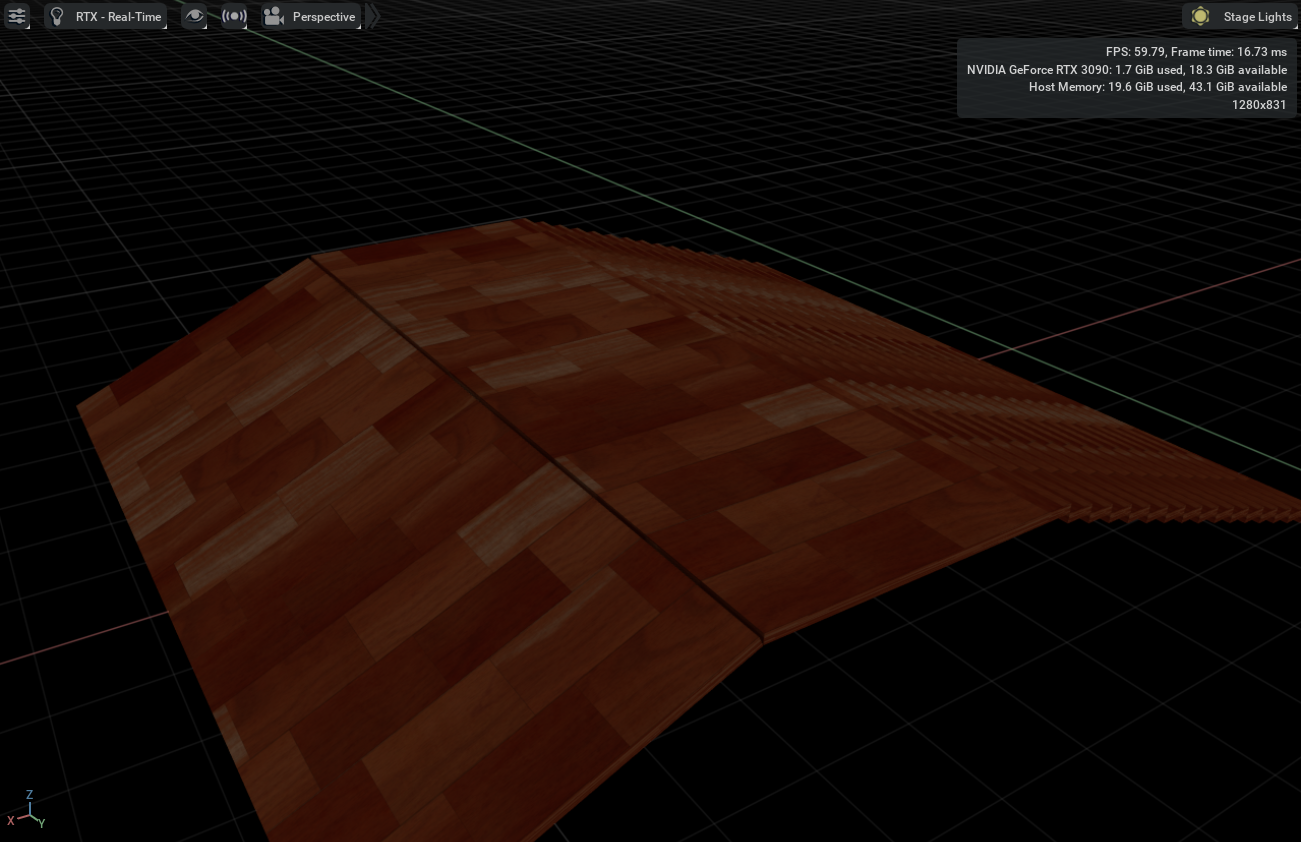 RTX - Real-Time
Perspective
Stage Lights
FPS: 59.79, Frame time: 16.73 ms
NVIDIA GeForce RTX 3090: 1.7 GiB used, 18.3 GiB available
Host Memory: 19.6 GiB used, 43.1 GiB available
1280x831
Z
X
Y